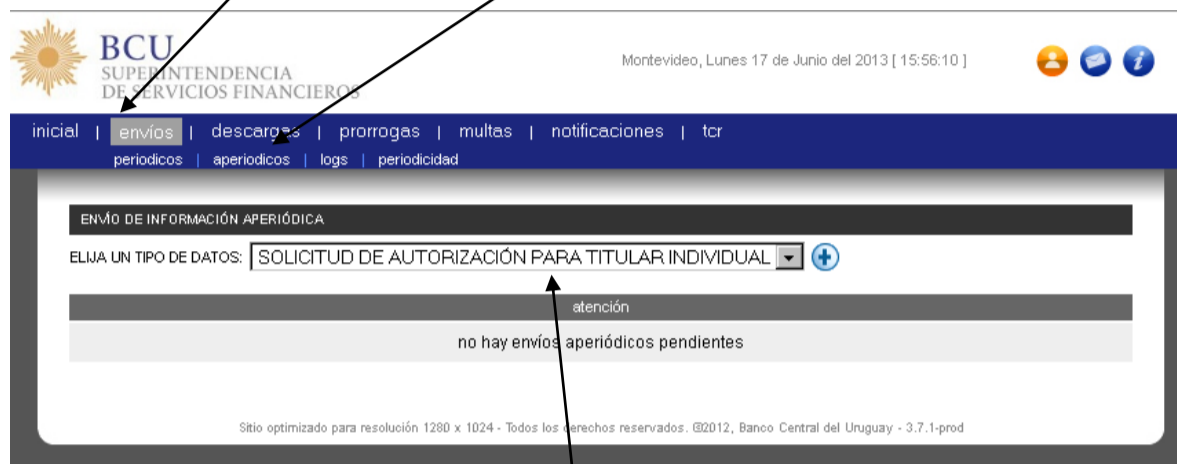 BCU
SUPERINTENDENCIA
DE SERVICIOS FINANCIEROS
Montevideo, Lunes 17 de Junio del 2013 [ 15:56:10 ]
inicial | envíos | descargas | prorrogas | multas | notificaciones | tcr
periodicos | aperiodicos | logs | periodicidad
ENVÍO DE INFORMACIÓN APERIÓDICA
ELIJA UN TIPO DE DATOS: SOLICITUD DE AUTORIZACIÓN PARA TITULAR INDIVIDUAL
atención
no hay envíos aperiódicos pendientes
Sitio optimizado para resolución 1280 x 1024 - Todos los derechos reservados. @2012, Banco Central del Uruguay - 3.7.1-prod